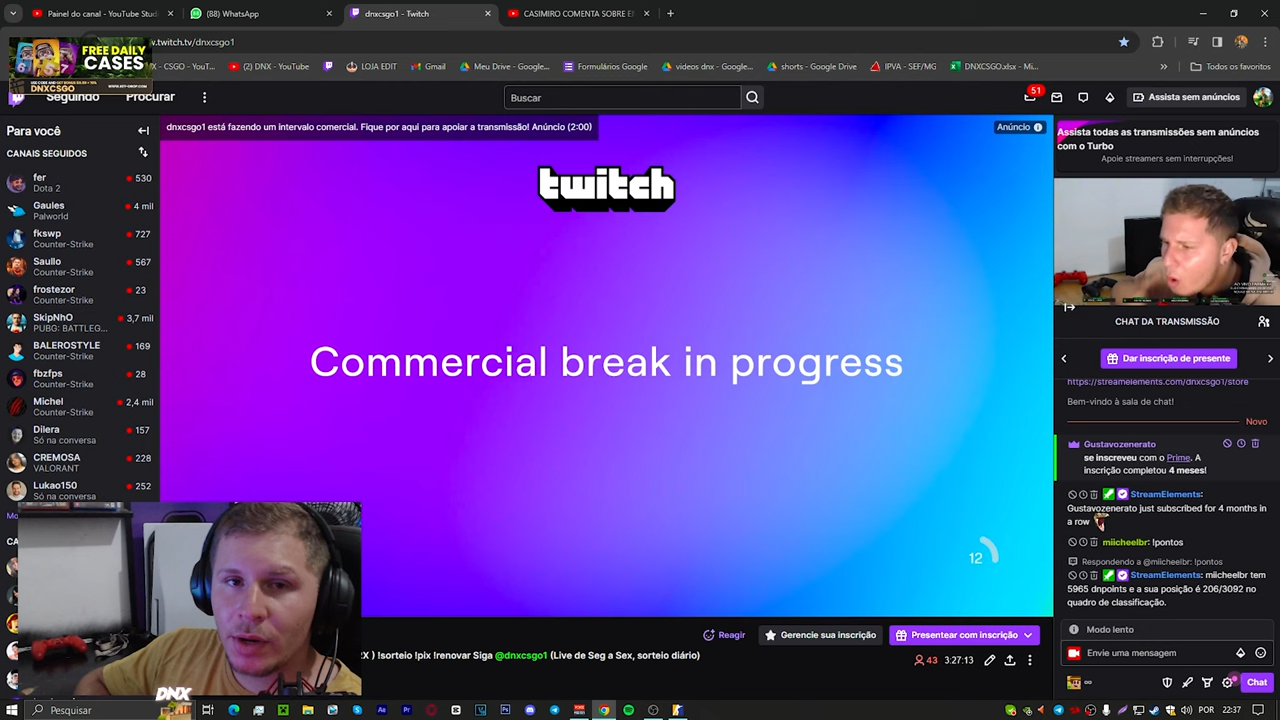 Painel do canal - YouTube Stu
(88) WhatsApp
dnxcsgo1 - Twitch
CASIMIRO COMENTA SOBRE E
w.twitch.tv/dnxcsgo1
FREE DAILY
CASES
DNXCSGO
X - CSGO - YouT...
(2) DNX - YouTube
LOJA EDIT
Gmail
Meu Drive - Google...
Formulários Google
videos dnx - Google...
IPVA - SEF/MG
DNXCSGO.xlsx - Mi...
Todos os favoritos
Seguindo
Procurar
Buscar
51
Assista sem anúncios
Para você
CANAIS SEGUIDOS
fer
Dota 2
530
Gaules
Palworld
4 mil
fkswp
Counter-Strike
727
Saullo
Counter-Strike
567
frostezor
Counter-Strike
23
SkipNhO
PUBG: BATTLEG...
3,7 mil
BALEROSTYLE
Counter-Strike
169
fbzfps
Counter-Strike
28
Michel
Counter-Strike
2,4 mil
Dilera
Só na conversa
157
CREMOSA
VALORANT
228
Lukao150
Só na conversa
252
dnxcsgo1 está fazendo um intervalo comercial. Fique por aqui para apoiar a transmissão! Anúncio (2:00)
Anúncio
twitch
Commercial break in progress
12
Reagir
Gerencie sua inscrição
Presentear com inscrição
) !sorteio !pix !renovar Siga @dnxcsgo1 (Live de Seg a Sex, sorteio diário)
43
3:27:13
Assista todas as transmissões sem anúncios
com o Turbo
Apoie streamers sem interrupções!
CHAT DA TRANSMISSÃO
Dar inscrição de presente
https://streamelements.com/dnxcsgo1/store
Bem-vindo à sala de chat!
Novo
Gustavozenerato
se inscreveu com o Prime. A
inscrição completou 4 meses!
StreamElements:
Gustavozenerato just subscribed for 4 months in
a row
miicheelbr: !pontos
Respondendo a @miicheelbr: !pontos
StreamElements: miicheelbr tem
5965 dnpoints e a sua posição é 206/3092 no
quadro de classificação.
Modo lento
Envie uma mensagem
Chat
DNX
Pesquisar
POR
22:37